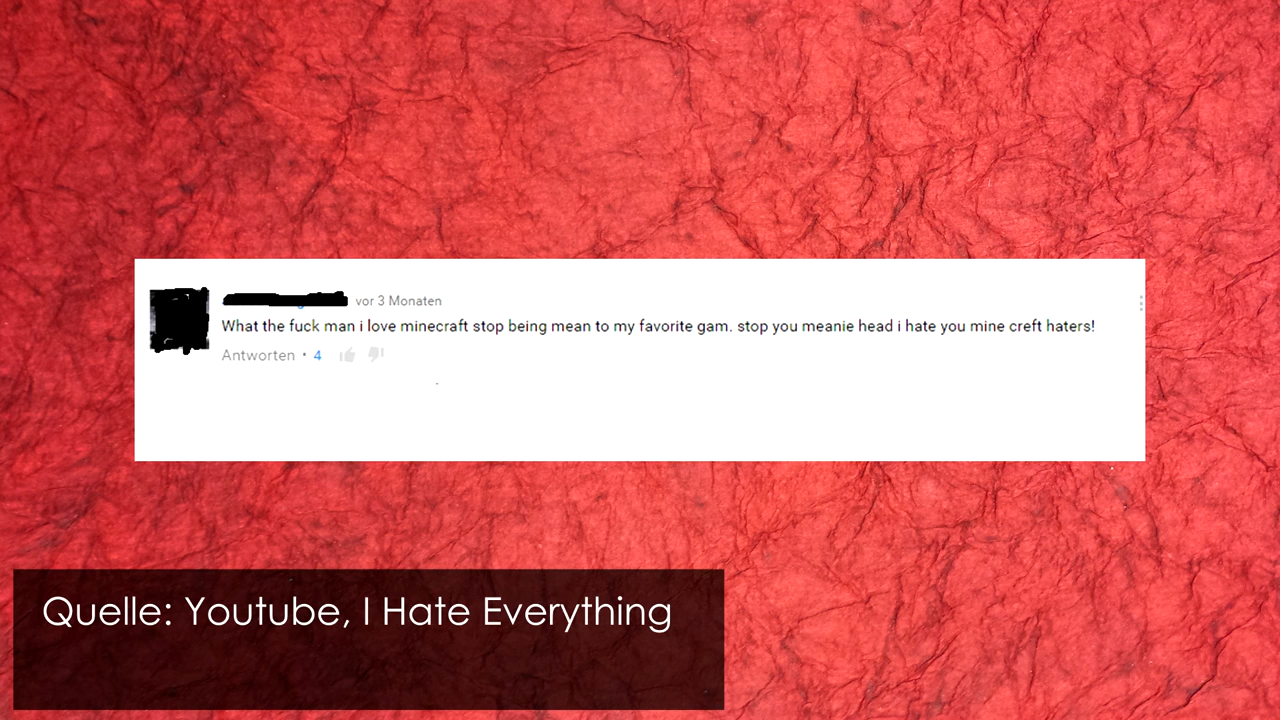 vor 3 Monaten
What the fuck man i love minecraft stop being mean to my favorite gam. stop you meanie head i hate you mine creft haters!
Antworten • 4
Quelle: Youtube, I Hate Everything